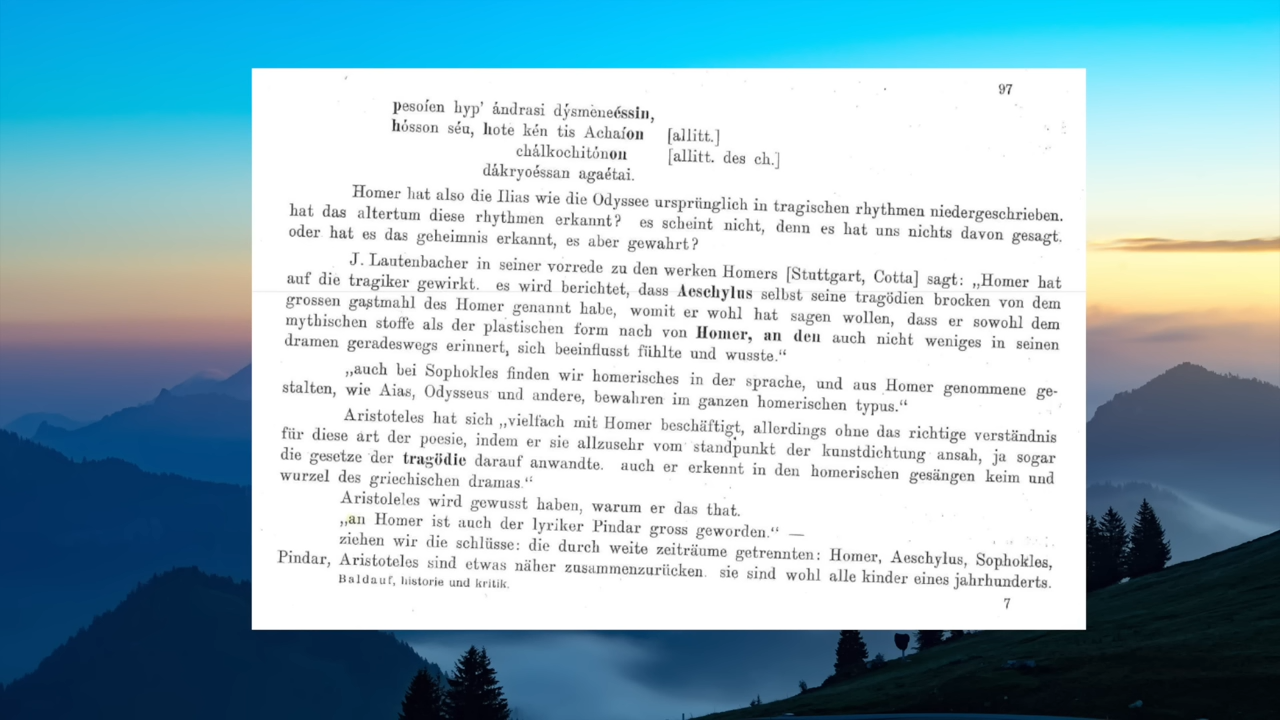 97
pesoíen hyp' ándrasi dýsmeneéssin,
hósson séu, hote kén tis Achaíon [allitt.]
chálkochitónon [allitt. des ch.]
dákryoéssan agaétai.
Homer hat also die Ilias wie die Odyssee ursprünglich in tragischen rhythmen niedergeschrieben.
hat das altertum diese rhythmen erkannt? es scheint nicht, denn es hat uns nichts davon gesagt.
oder hat es das geheimnis erkannt, es aber gewahrt?
J. Lautenbacher in seiner vorrede zu den werken Homers [Stuttgart, Cotta] sagt: „Homer hat
auf die tragiker gewirkt. es wird berichtet, dass Aeschylus selbst seine tragödien brocken von dem
grossen gastmahl des Homer genannt habe, womit er wohl hat sagen wollen, dass er sowohl dem
mythischen stoffe als der plastischen form nach von Homer, an den auch nicht weniges in seinen
dramen geradeswegs erinnert, sich beeinflusst fühlte und wusste.“
„auch bei Sophokles finden wir homerisches in der sprache, und aus Homer genommene ge-
stalten, wie Aias, Odysseus und andere, bewahren im ganzen homerischen typus.“
Aristoteles hat sich „vielfach mit Homer beschäftigt, allerdings ohne das richtige verständnis
für diese art der poesie, indem er sie allzusehr vom standpunkt der kunstdichtung ansah, ja sogar
die gesetze der tragödie darauf anwandte. auch er erkennt in den homerischen gesängen keim und
wurzel des griechischen dramas.“
Aristoleles wird gewusst haben, warum er das that.
„an Homer ist auch der lyriker Pindar gross geworden.“ —
ziehen wir die schlüsse: die durch weite zeiträume getrennten: Homer, Aeschylus, Sophokles,
Pindar, Aristoteles sind etwas näher zusammenzurücken. sie sind wohl alle kinder eines jahrhunderts.
Baldauf, historie und kritik.
7